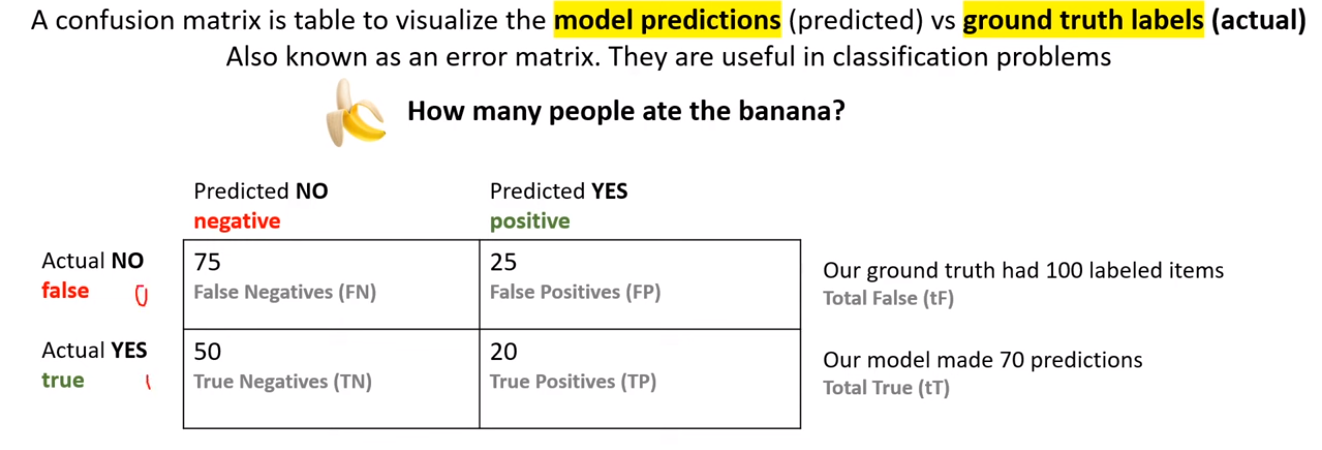 A confusion matrix is table to visualize the model predictions (predicted) vs ground truth labels (actual)
Also known as an error matrix. They are useful in classification problems
How many people ate the banana?
Predicted NO
negative
Predicted YES
positive
Actual NO
false 0
75
False Negatives (FN)
25
False Positives (FP)
Our ground truth had 100 labeled items
Total False (tF)
Actual YES
true 1
50
True Negatives (TN)
20
True Positives (TP)
Our model made 70 predictions
Total True (tT)